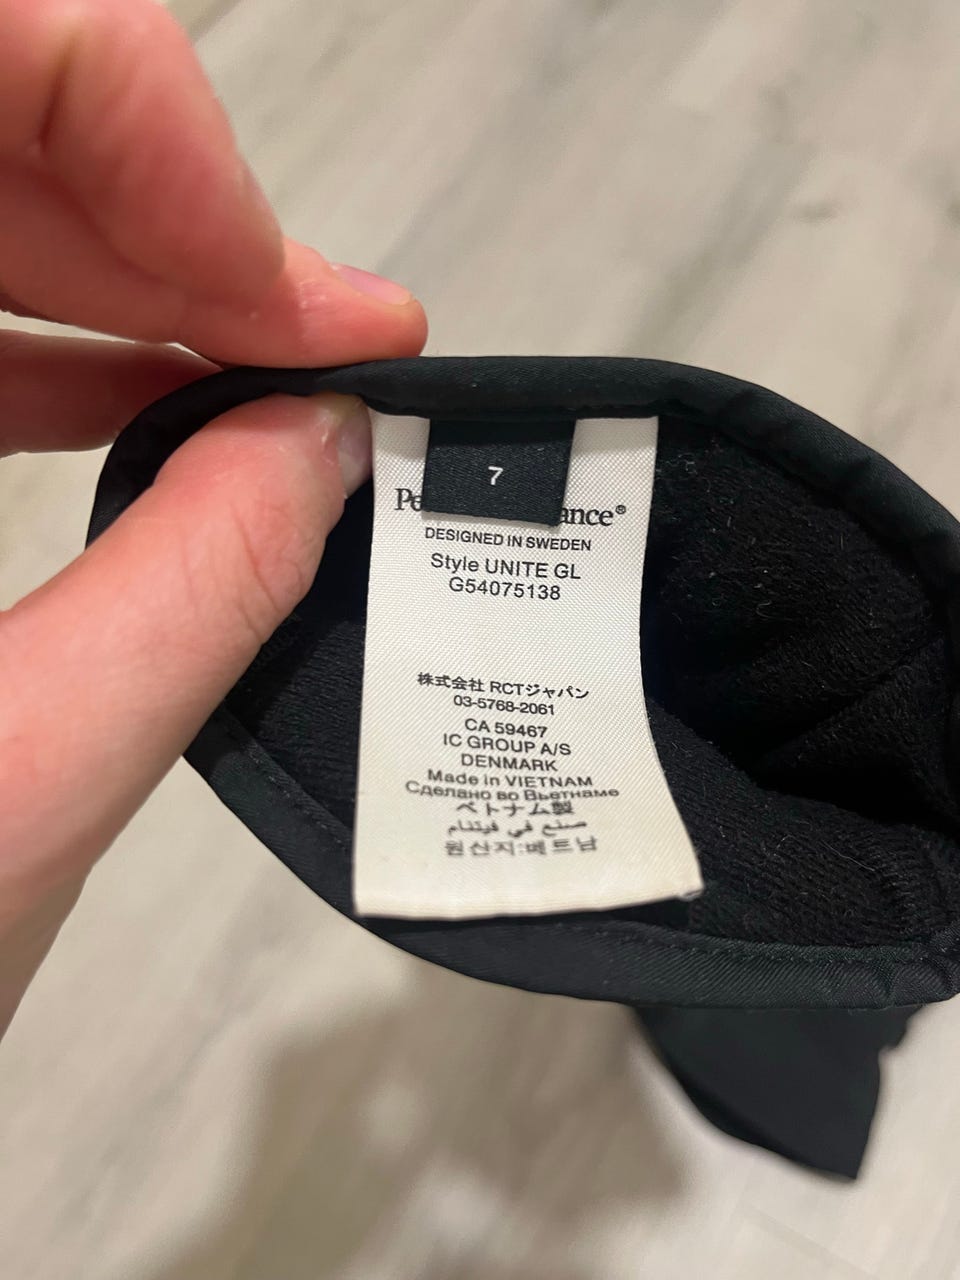 7
Pe ance®
DESIGNED IN SWEDEN
Style UNITE GL
G54075138
株式会社 RCTジャパン
03-5768-2061
CA 59467
IC GROUP A/S
DENMARK
Made in VIETNAM
Сделано во Вьетнаме
ベトナム製
صنع في فيتنام
원산지:베트남